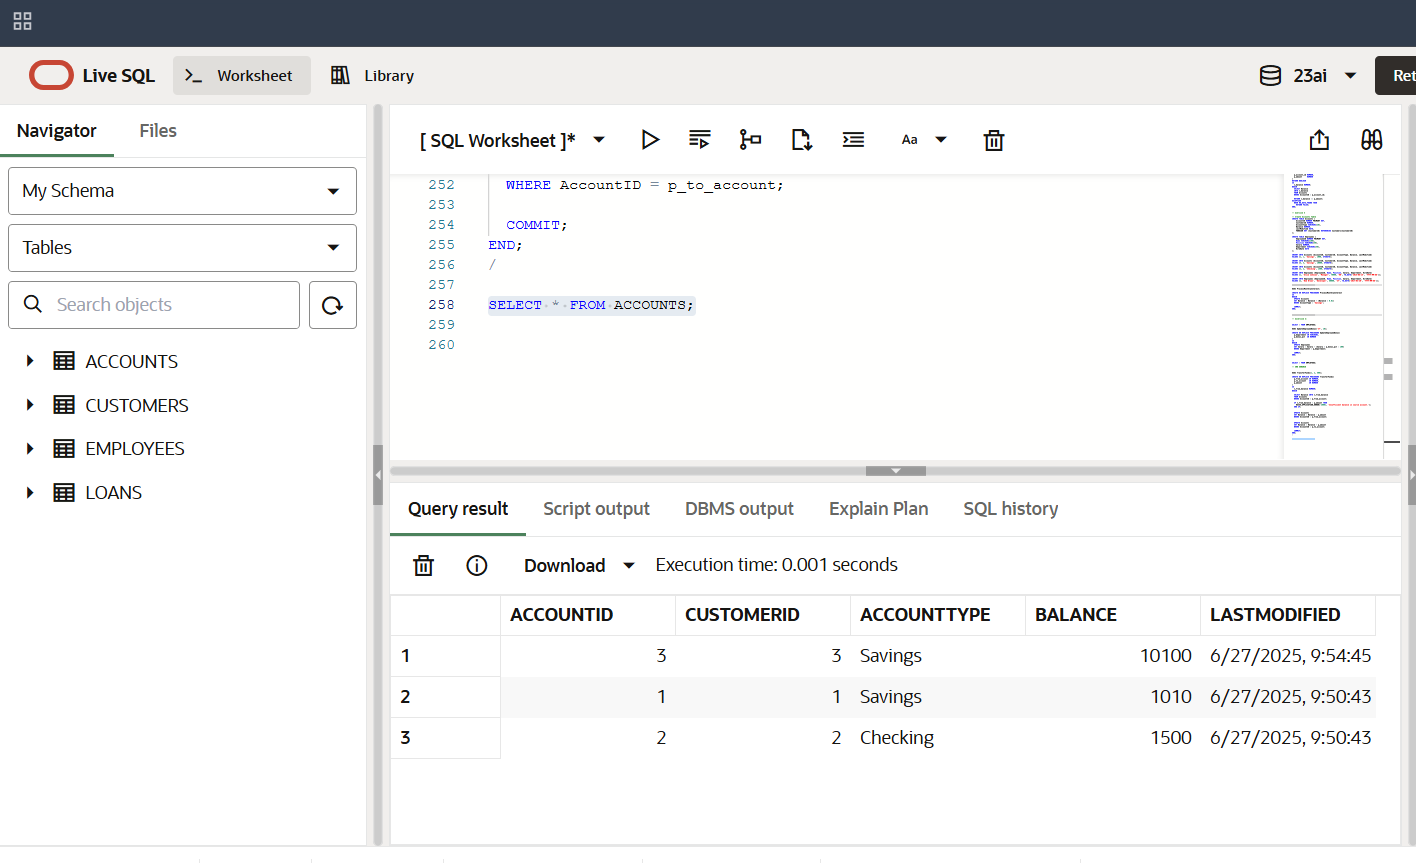 Live SQL
Worksheet
Library
23ai
Ret
Navigator
Files
My Schema
Tables
Search objects
ACCOUNTS
CUSTOMERS
EMPLOYEES
LOANS
[ SQL Worksheet ]*
Aa
252 WHERE AccountID = p_to_account;
253
254 COMMIT;
255 END;
256 /
257
258 SELECT * FROM ACCOUNTS;
259
260
Query result Script output DBMS output Explain Plan SQL history
Download Execution time: 0.001 seconds
ACCOUNTID CUSTOMERID ACCOUNTTYPE BALANCE LASTMODIFIED
1 3 3 Savings 10100 6/27/2025, 9:54:45
2 1 1 Savings 1010 6/27/2025, 9:50:43
3 2 2 Checking 1500 6/27/2025, 9:50:43